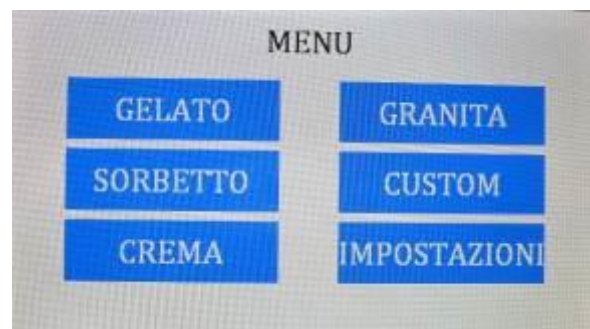 MENU
GELATO
GRANITA
SORBETTO
CUSTOM
CREMA
IMPOSTAZIONI